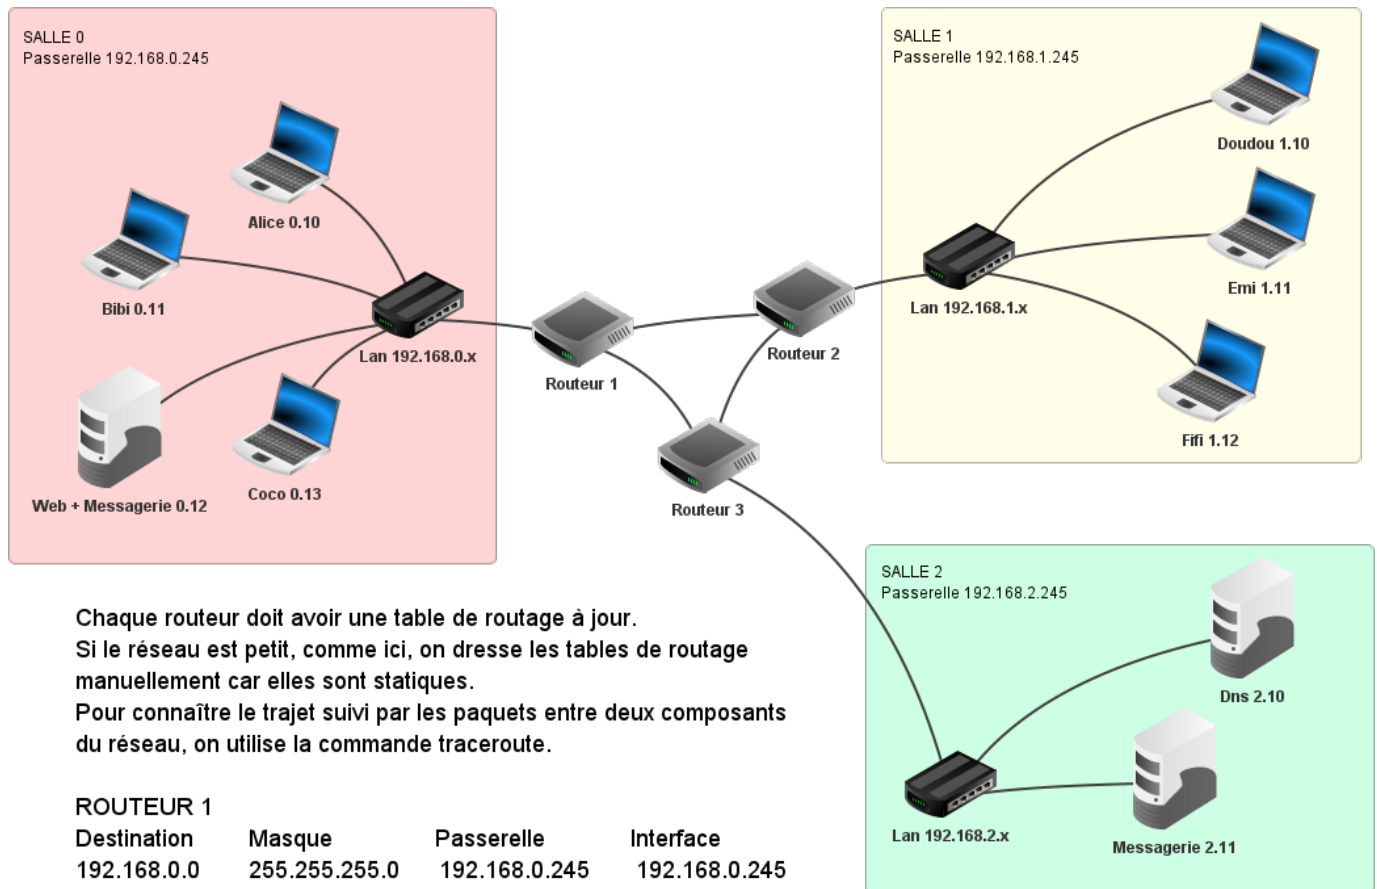 SALLE 0
Passerelle 192.168.0.245
Alice 0.10
Bibi 0.11
Lan 192.168.0.x
Web + Messagerie 0.12
Coco 0.13
Routeur 1
Routeur 2
Routeur 3
SALLE 1
Passerelle 192.168.1.245
Doudou 1.10
Emi 1.11
Lan 192.168.1.x
Fifi 1.12
SALLE 2
Passerelle 192.168.2.245
Dns 2.10
Lan 192.168.2.x
Messagerie 2.11
Chaque routeur doit avoir une table de routage à jour.
Si le réseau est petit, comme ici, on dresse les tables de routage
manuellement car elles sont statiques.
Pour connaître le trajet suivi par les paquets entre deux composants
du réseau, on utilise la commande traceroute.
ROUTEUR 1
Destination Masque Passerelle Interface
192.168.0.0 255.255.255.0 192.168.0.245 192.168.0.245